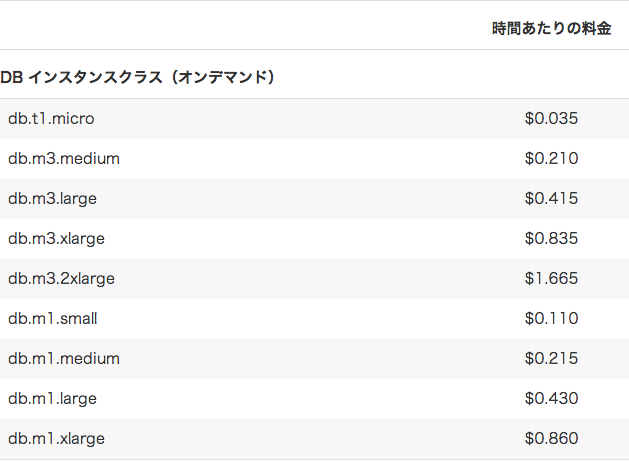 時間あたりの料金
DB インスタンスクラス（オンデマンド）
db.t1.micro $0.035
db.m3.medium $0.210
db.m3.large $0.415
db.m3.xlarge $0.835
db.m3.2xlarge $1.665
db.m1.small $0.110
db.m1.medium $0.215
db.m1.large $0.430
db.m1.xlarge $0.860